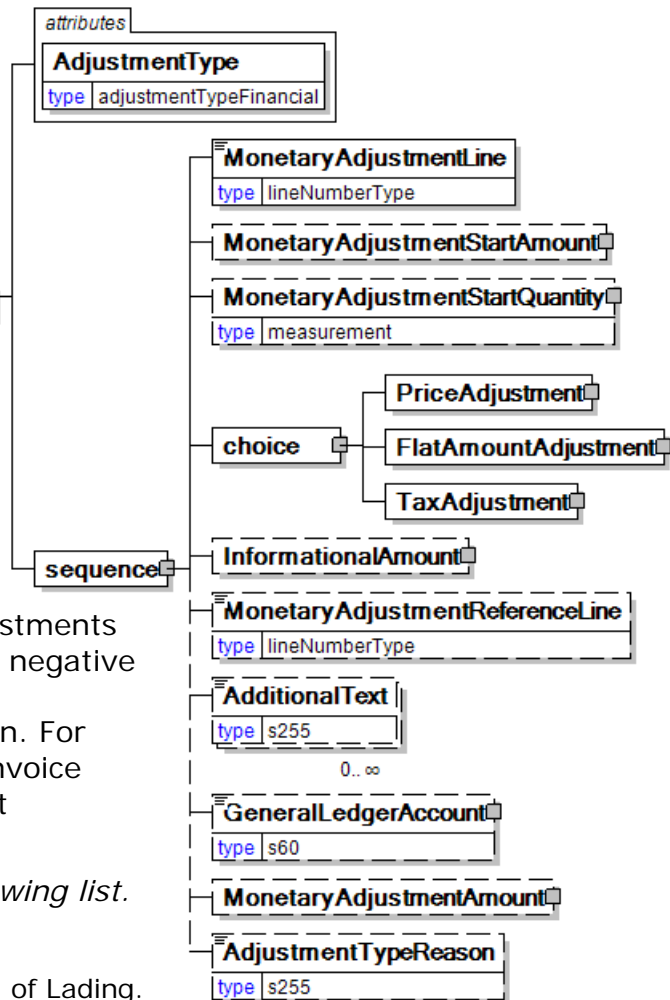 attributes
AdjustmentType
type adjustmentTypeFinancial
MonetaryAdjustmentLine
type lineNumberType
MonetaryAdjustmentStartAmount
MonetaryAdjustmentStartQuantity
type measurement
choice
PriceAdjustment
FlatAmountAdjustment
TaxAdjustment
sequence
InformationalAmount
MonetaryAdjustmentReferenceLine
type lineNumberType
AdditionalText
type s255
0..∞
GeneralLedgerAccount
type s60
MonetaryAdjustmentAmount
AdjustmentTypeReason
type s255
ustments
negative
n. For
nvoice
t
wing list.
of Lading.